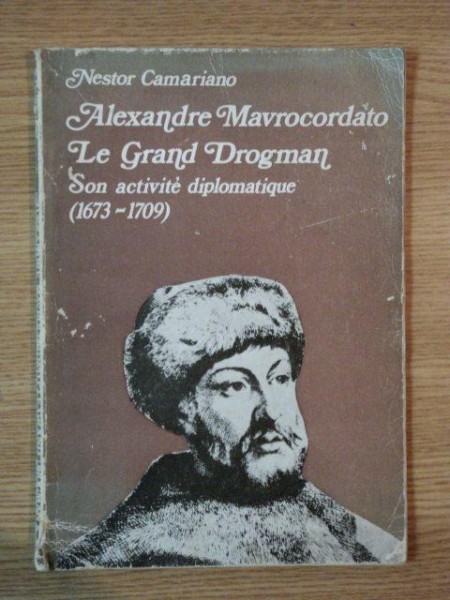 Nestor Camariano
Alexandre Mavrocordato
Le Grand Drogman
Son activité diplomatique
(1673-1709)